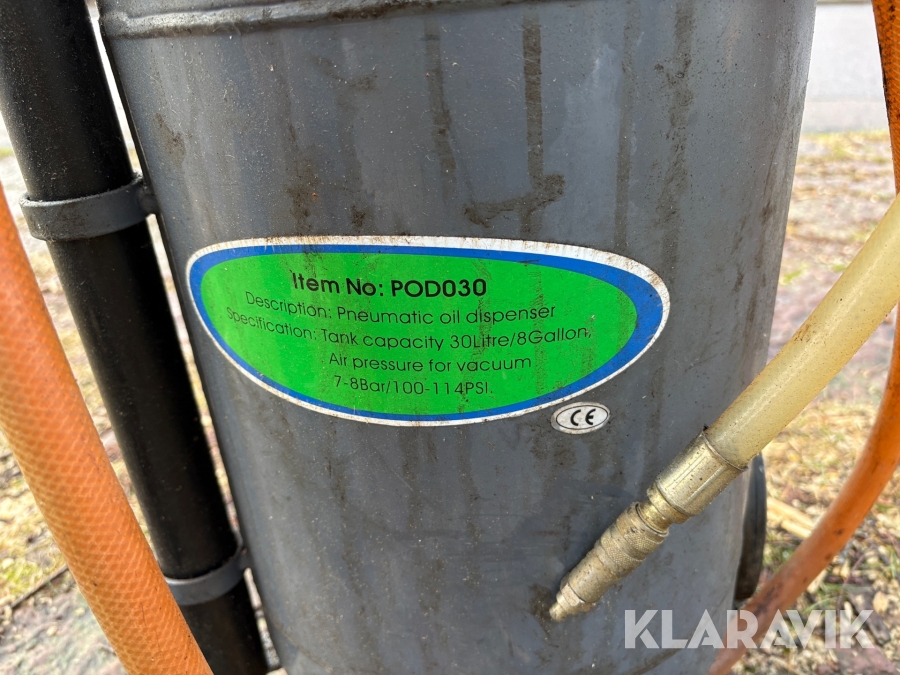 Item No: POD030
Description: Pneumatic oil dispenser
Specification: Tank capacity 30Litre/8Gallon,
Air pressure for vacuum
7-8Bar/100-114PSI.
CE
KLARAVIK